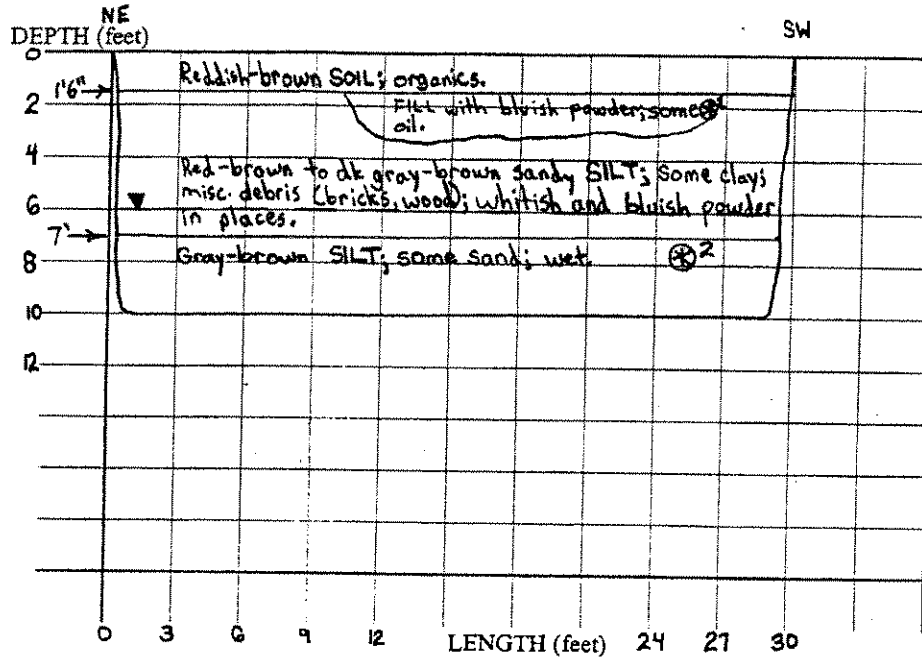 NE
SW
DEPTH (feet)
0
Reddish-brown SOIL; organics.
1'6"
2
FILL with bluish powder; some 1
oil.
4
Red-brown to dk gray-brown sandy SILT; Some clay;
misc. debris (bricks, wood); whitish and bluish powder
6
in places.
7'
8
Gray-brown SILT; some sand; wet. 2
10
12
0 3 6 9 12 LENGTH (feet) 24 27 30